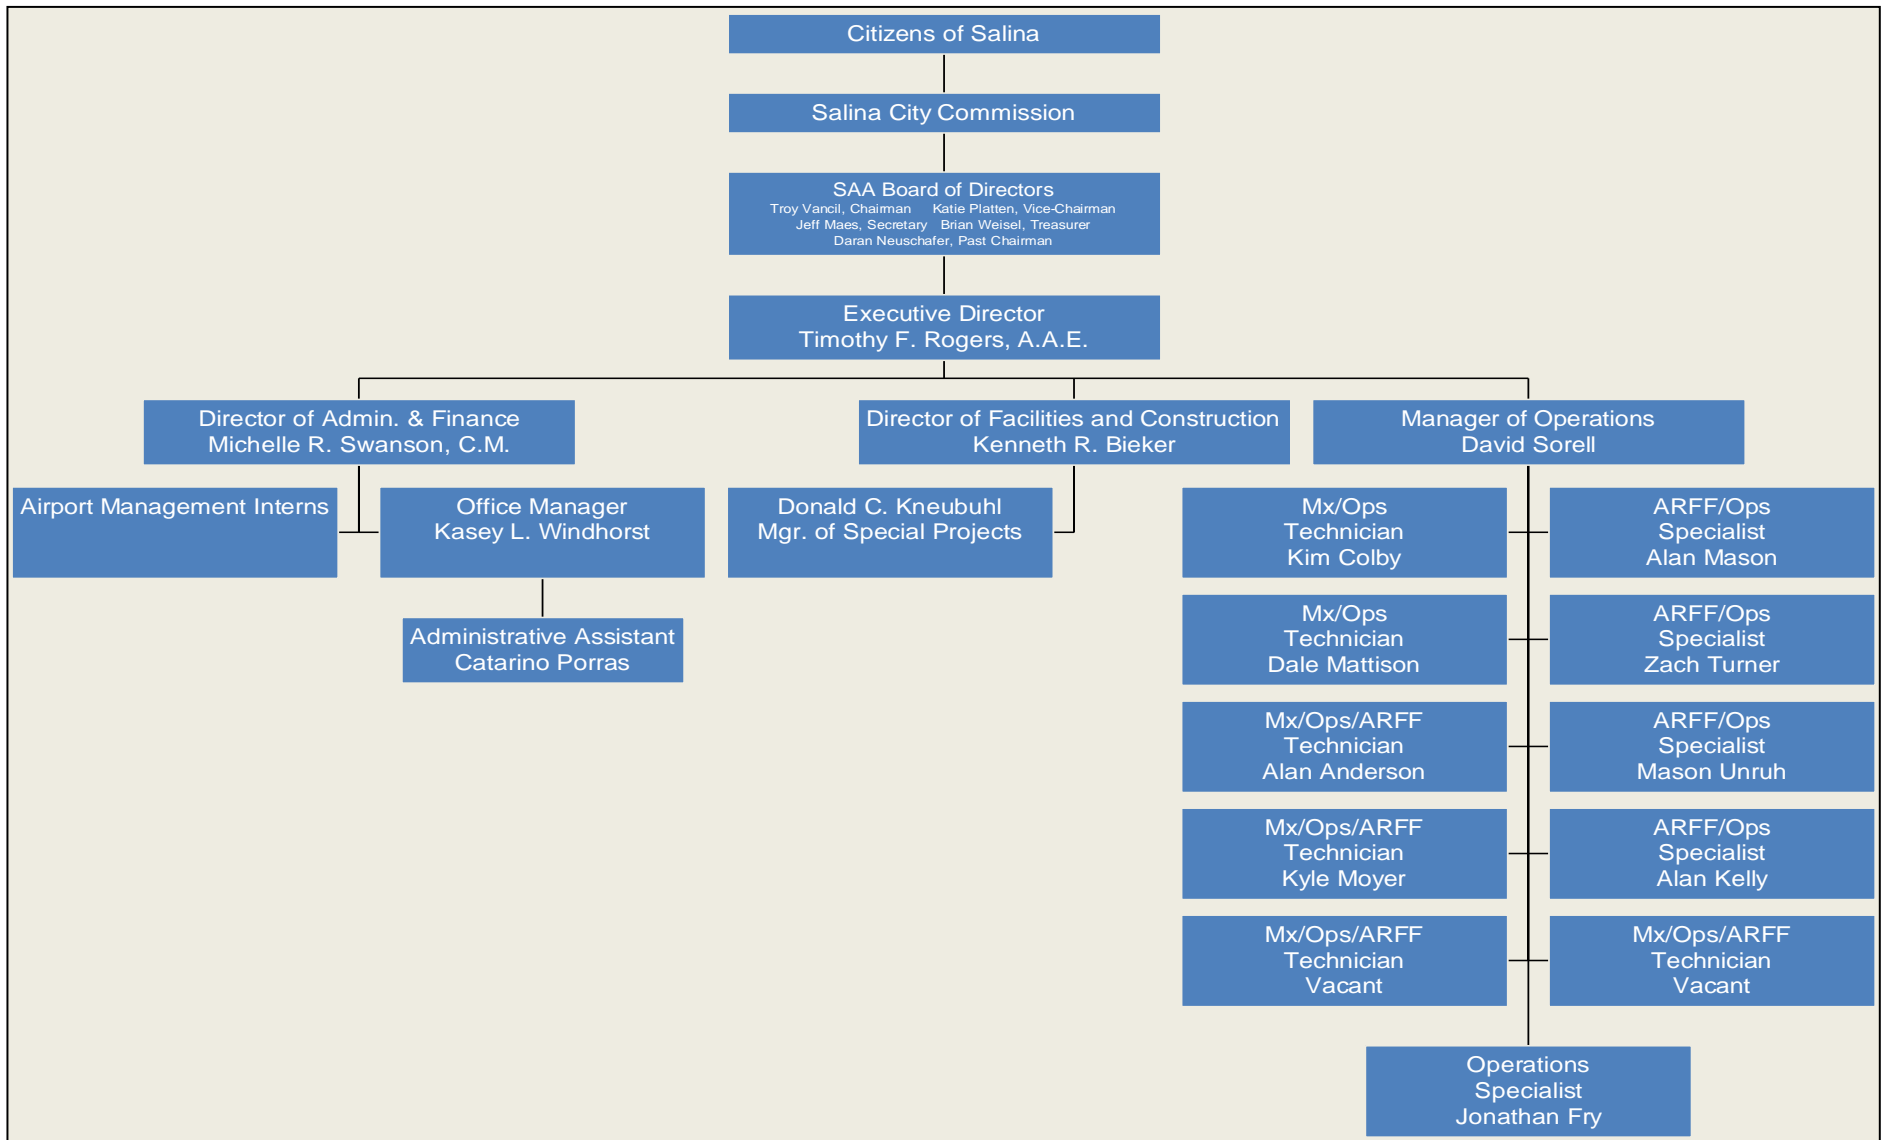 Citizens of Salina
Salina City Commission
SAA Board of Directors
Troy Vancil, Chairman Katie Platten, Vice-Chairman
Jeff Maes, Secretary Brian Weisel, Treasurer
Daran Neuschafer, Past Chairman
Executive Director
Timothy F. Rogers, A.A.E.
Director of Admin. & Finance
Michelle R. Swanson, C.M.
Director of Facilities and Construction
Kenneth R. Bieker
Manager of Operations
David Sorell
Airport Management Interns
Office Manager
Kasey L. Windhorst
Administrative Assistant
Catarino Porras
Donald C. Kneubuhl
Mgr. of Special Projects
Mx/Ops
Technician
Kim Colby
ARFF/Ops
Specialist
Alan Mason
Mx/Ops
Technician
Dale Mattison
ARFF/Ops
Specialist
Zach Turner
Mx/Ops/ARFF
Technician
Alan Anderson
ARFF/Ops
Specialist
Mason Unruh
Mx/Ops/ARFF
Technician
Kyle Moyer
ARFF/Ops
Specialist
Alan Kelly
Mx/Ops/ARFF
Technician
Vacant
Mx/Ops/ARFF
Technician
Vacant
Operations
Specialist
Jonathan Fry